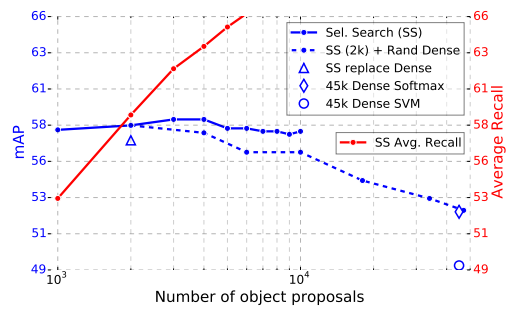 66
63
61
58
56
53
51
49
mAP
Sel. Search (SS)
SS (2k) + Rand Dense
SS replace Dense
45k Dense Softmax
45k Dense SVM
SS Avg. Recall
66
63
61
58
56
53
51
49
Average Recall
10³ 10⁴
Number of object proposals